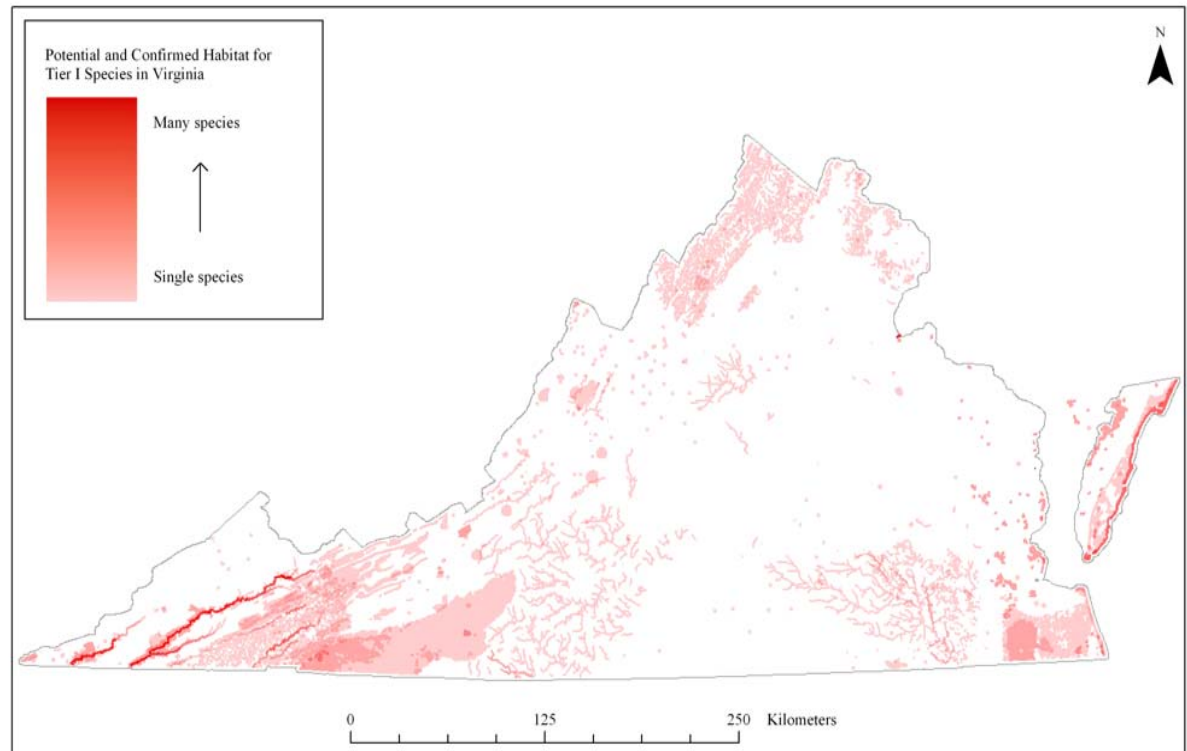 Potential and Confirmed Habitat for
Tier I Species in Virginia
Many species
Single species
N
0 125 250 Kilometers